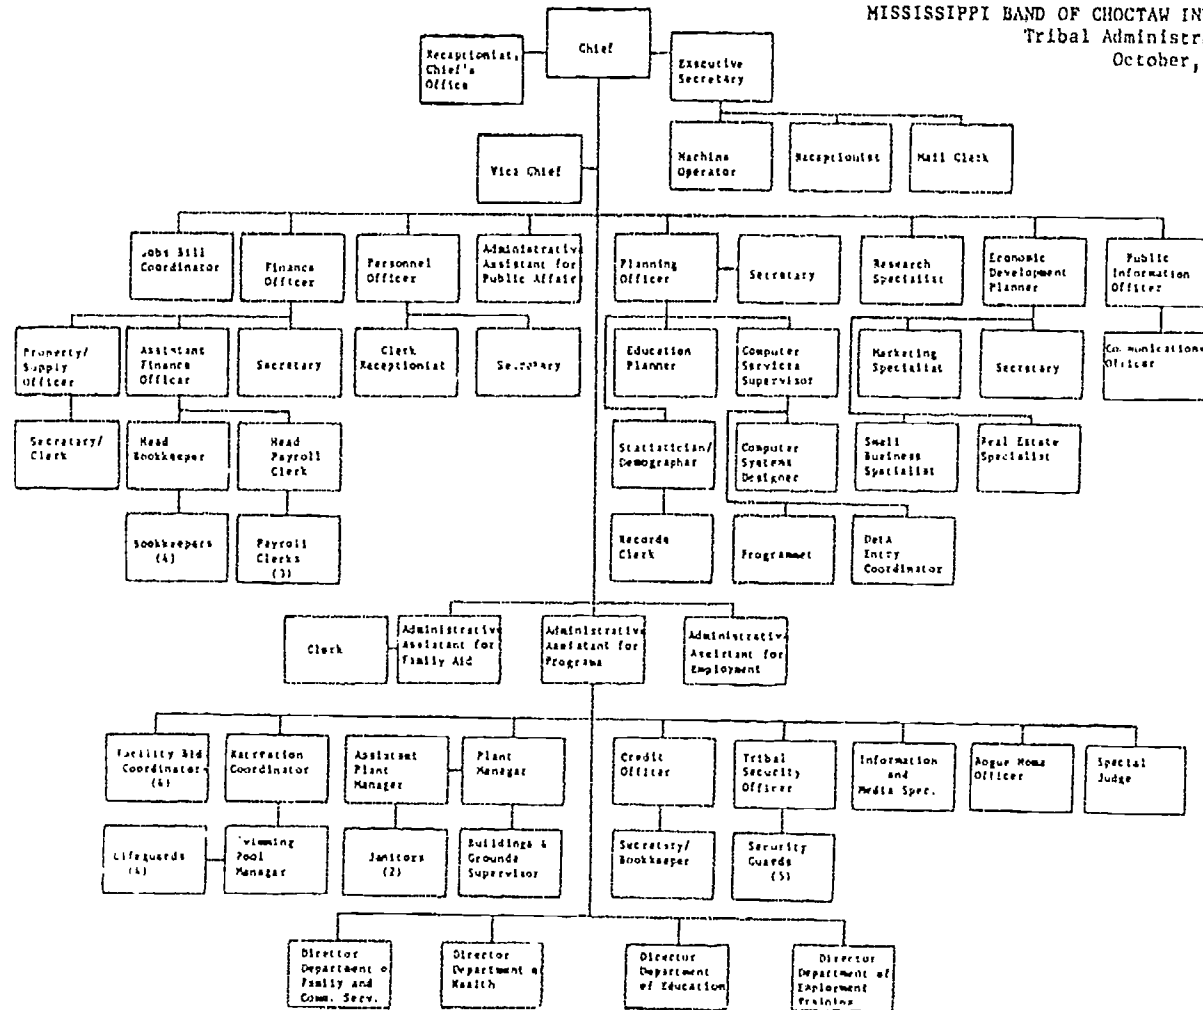 MISSISSIPPI BAND OF CHOCTAW IN
Tribal Administr
October,
Chief
Receptionist,
Chief's
Office
Executive
Secretary
Machine
Operator
Receptionist
Mail Clerk
Vice Chief
Jobs Bill
Coordinator
Finance
Officer
Personnel
Officer
Administrative
Assistant for
Public Affair
Planning
Officer
Secretary
Research
Specialist
Economic
Development
Planner
Public
Information
Officer
Property/
Supply
Officer
Assistant
Finance
Officer
Secretary
Clerk
Receptionist
Secretary
Education
Planner
Computer
Services
Supervisor
Marketing
Specialist
Secretary
Communications
Officer
Secretary/
Clerk
Head
Bookkeeper
Head
Payroll
Clerk
Statistician/
Demographer
Computer
Systems
Designer
Small
Business
Specialist
Real Estate
Specialist
Bookkeepers
(4)
Payroll
Clerks
(3)
Records
Clerk
Programmer
Data
Entry
Coordinator
Clerk
Administrative
Assistant for
Family Aid
Administrative
Assistant for
Programs
Administrative
Assistant for
Employment
Facility
Coordinator
(6)
Recreation
Coordinator
Assistant
Plant
Manager
Plant
Manager
Credit
Officer
Tribal
Security
Officer
Information
and
Media Spec.
Bogue Homa
Officer
Special
Judge
Lifeguards
(4)
Swimming
Pool
Manager
Janitors
(2)
Buildings &
Grounds
Supervisor
Secretary/
Bookkeeper
Security
Guards
(5)
Director
Department o
Family and
Comm. Serv.
Director
Department o
Health
Director
Department
of Education
Director
Department of
Employment
Training